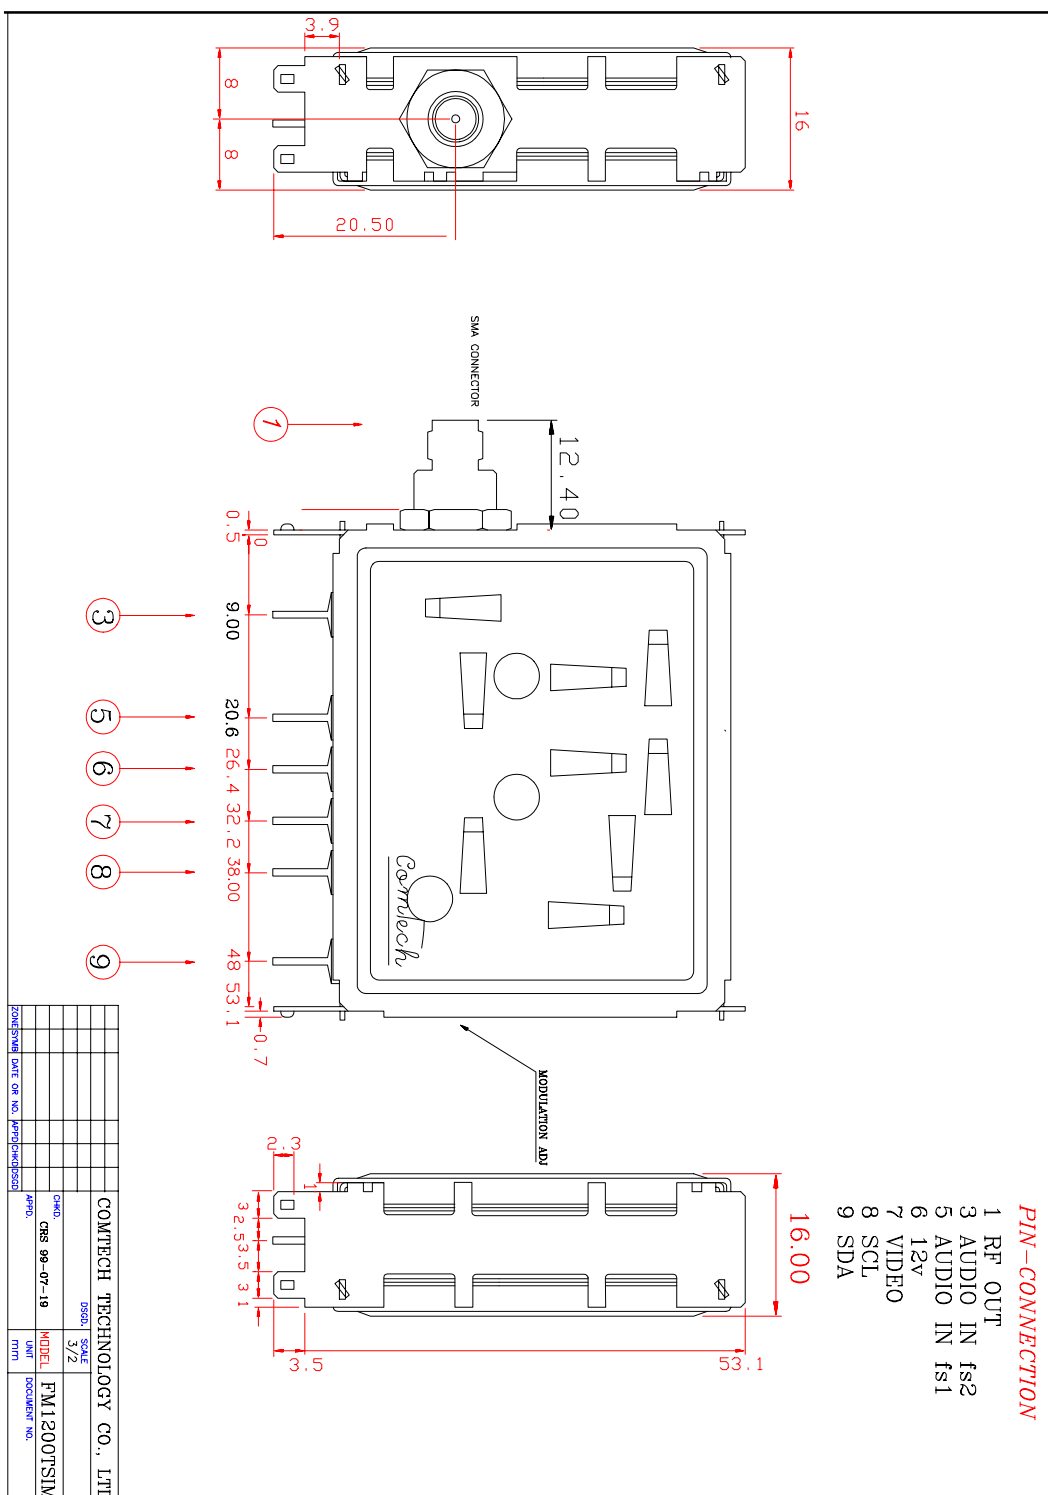 PIN-CONNECTION
1 RF OUT
3 AUDIO IN fs2
5 AUDIO IN fs1
6 12v
7 VIDEO
8 SCL
9 SDA
3.9
8
8
16
20.50
SMA CONNECTOR
12.40
1
3
5
6
7
8
9
0.5
0
9.00
20.6
26.4
32.2
38.00
48
53.1
0.7
Comtech
MODULATION ADJ
2.3
1
3
2.5
3.5
3
1
16.00
3.5
53.1
COMTECH TECHNOLOGY CO., LTD
DSGD.
SCALE
3/2
CHKD.
CRS 99-07-19
MODEL
FM1200TSIM
APPD.
UNIT
mm
DOCUMENT NO.
ZONE SYMB DATE OR NO. APPD CHKD DSGD